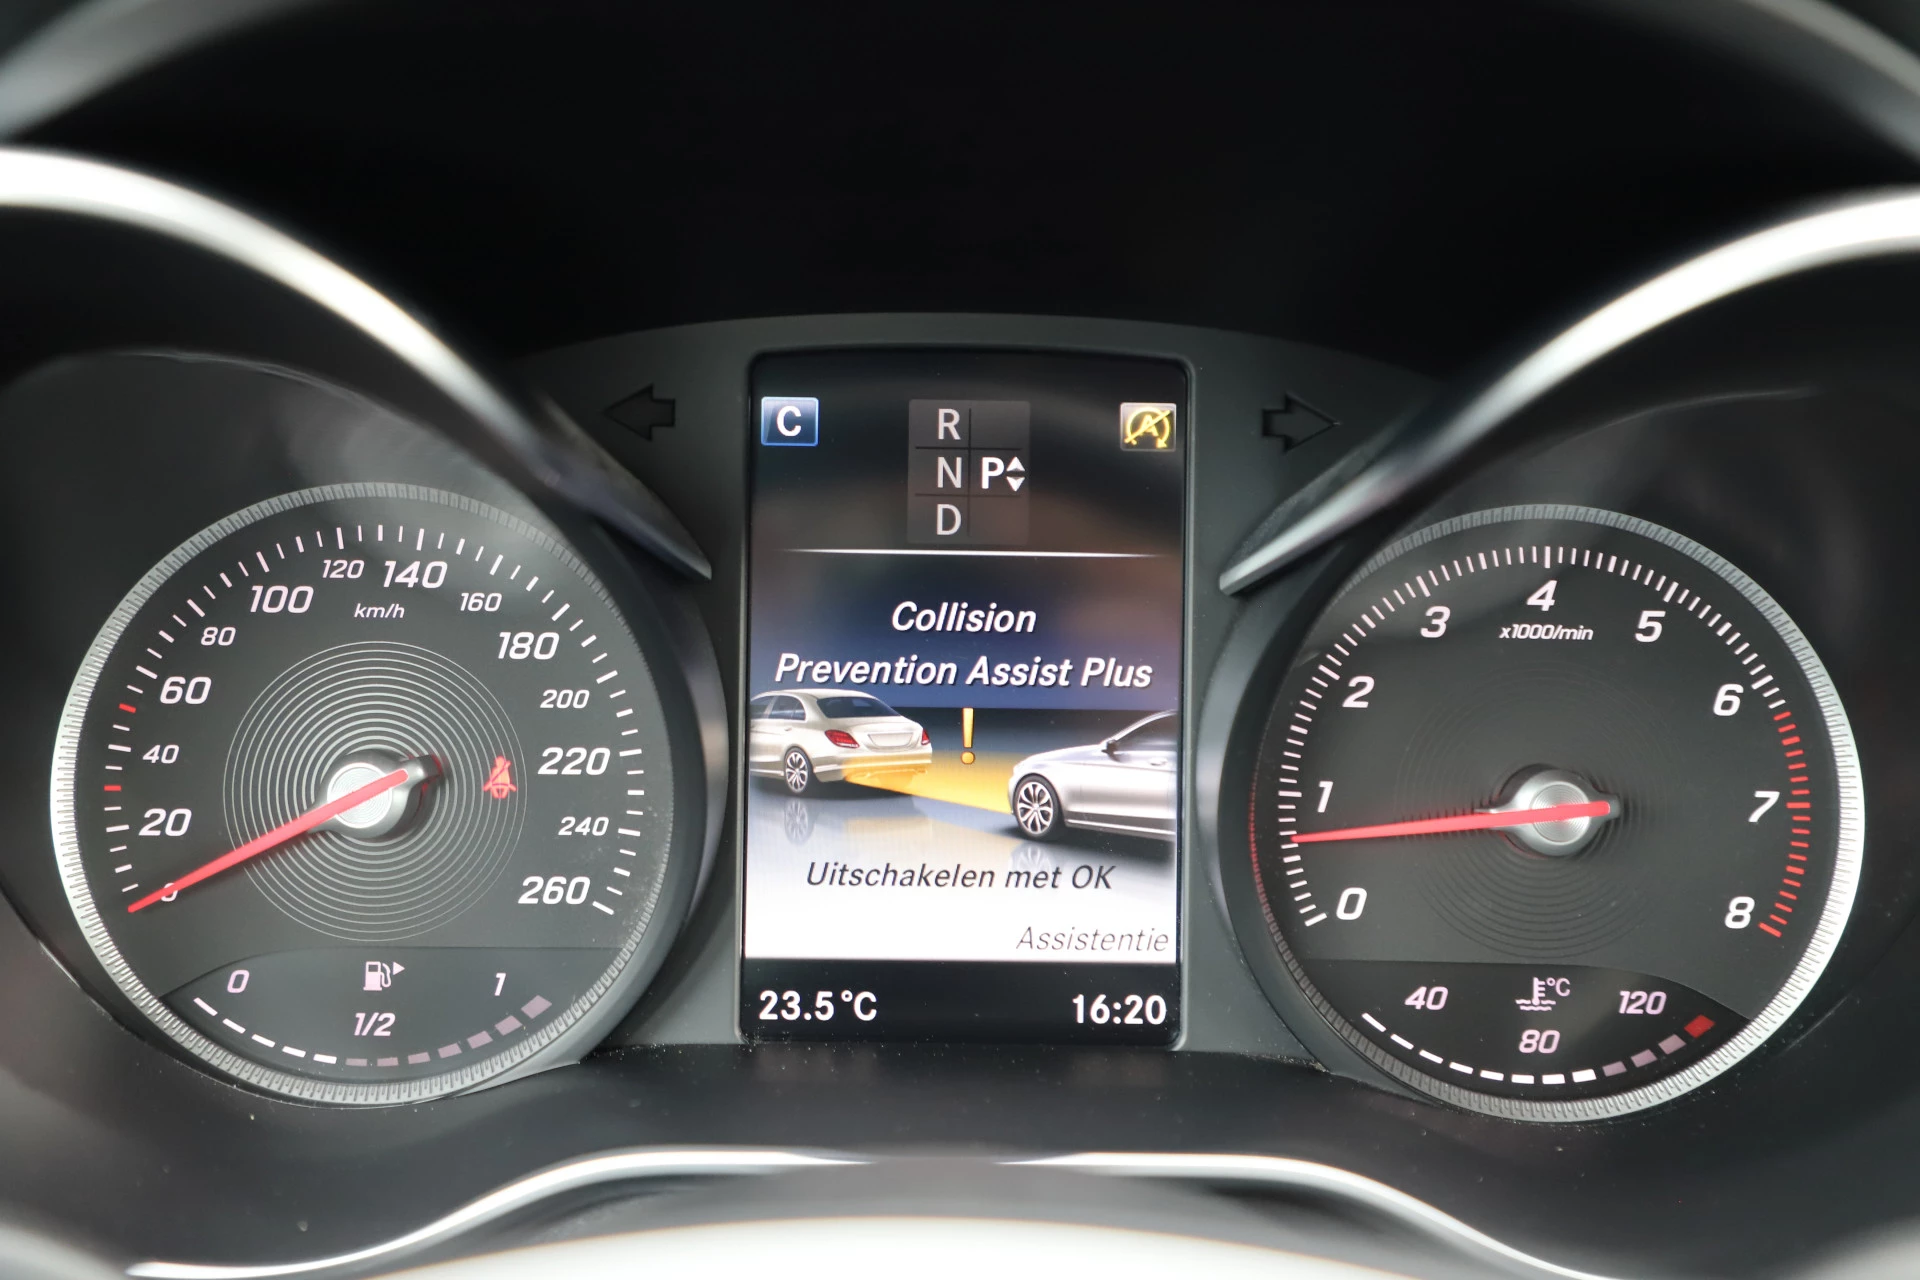 C
R
N P
D
A
Collision
Prevention Assist Plus
Uitschakelen met OK
Assistentie
23.5°C 16:20
0
20
40
60
80
100
120
140
160
180
200
220
240
260
km/h
0 1/2 1
0
1
2
3
4
5
6
7
8
x1000/min
40 80 120
°C